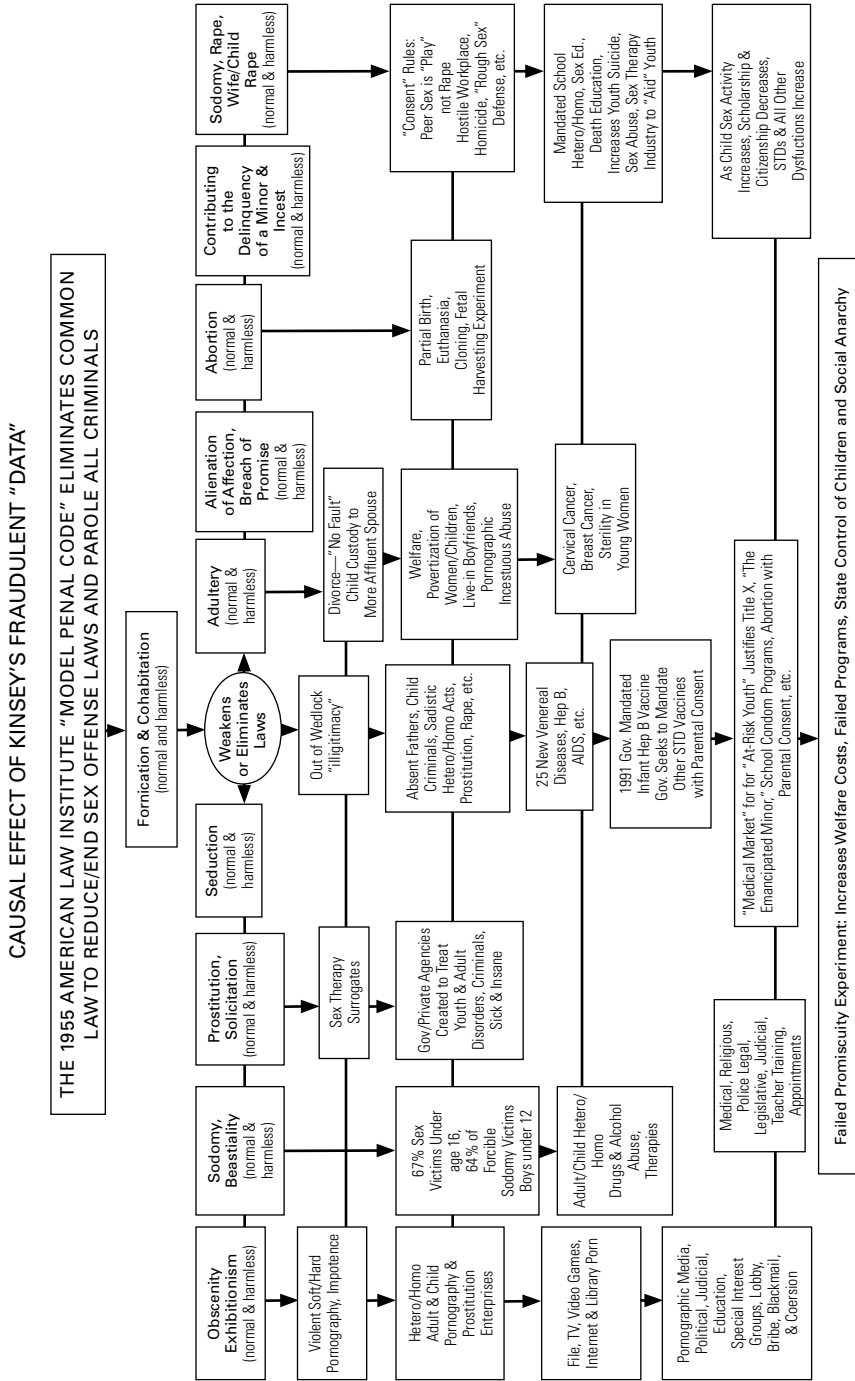 CAUSAL EFFECT OF KINSEY'S FRAUDULENT "DATA"
THE 1955 AMERICAN LAW INSTITUTE "MODEL PENAL CODE" ELIMINATES COMMON
LAW TO REDUCE/END SEX OFFENSE LAWS AND PAROLE ALL CRIMINALS
Fornication & Cohabitation
(normal and harmless)
Weakens
or Eliminates
Laws
Obscenity
Exhibitionism
(normal & harmless)
Sodomy,
Beastiality
(normal &
harmless)
Prostitution,
Solicitation
(normal & harmless)
Seduction
(normal &
harmless)
Adultery
(normal &
harmless)
Alienation
of Affection,
Breach of
Promise
(normal &
harmless)
Abortion
(normal &
harmless)
Contributing
to the
Delinquency
of a Minor &
Incest
(normal & harmless)
Sodomy, Rape,
Wife/Child
Rape
(normal & harmless)
Violent Soft/Hard
Pornography, Impotence
Sex Therapy
Surrogates
Out of Wedlock
"illigitimacy"
Divorce—"No Fault"
Child Custody to
More Affluent Spouse
Hetero/Homo
Adult & Child
Pornography &
Prostitution
Enterprises
67% Sex
Victims Under
age 16,
64% of
Forcible
Sodomy Victims
Boys under 12
Gov/Private Agencies
Created to Treat
Youth & Adult
Disorders, Criminals,
Sick & Insane
Absent Fathers, Child
Criminals, Sadistic
Hetero/Homo Acts,
Prostitution, Rape, etc.
Welfare,
Povertization of
Women/Children,
Live-in Boyfriends,
Pornographic
Incestuous Abuse
Partial Birth,
Euthanasia,
Cloning, Fetal
Harvesting Experiment
"Consent" Rules:
Peer Sex is "Play"
not Rape
Hostile Workplace,
Homicide, "Rough Sex"
Defense, etc.
File, TV, Video Games,
Internet & Library Porn
Adult/Child Hetero/
Homo
Drugs & Alcohol
Abuse,
Therapies
25 New Venereal
Diseases, Hep B,
AIDS, etc.
Cervical Cancer,
Breast Cancer,
Sterility in
Young Women
Mandated School
Hetero/Homo, Sex Ed.,
Death Education,
Increases Youth Suicide,
Sex Abuse, Sex Therapy
Industry to "Aid" Youth
1991 Gov. Mandated
Infant Hep B Vaccine
Gov. Seeks to Mandate
Other STD Vaccines
with Parental Consent
Pornographic Media,
Political, Judicial,
Education,
Special Interest
Groups, Lobby,
Bribe, Blackmail,
& Coersion
Medical, Religious,
Police Legal,
Legislative, Judicial,
Teacher Training,
Appointments
"Medical Market" for for "At-Risk Youth" Justifies Title X, "The
Emancipated Minor," School Condom Programs, Abortion with
Parental Consent, etc.
As Child Sex Activity
Increases, Scholarship &
Citizenship Decreases,
STDs & All Other
Dysfuctions Increase
Failed Promiscuity Experiment: Increases Welfare Costs, Failed Programs, State Control of Children and Social Anarchy